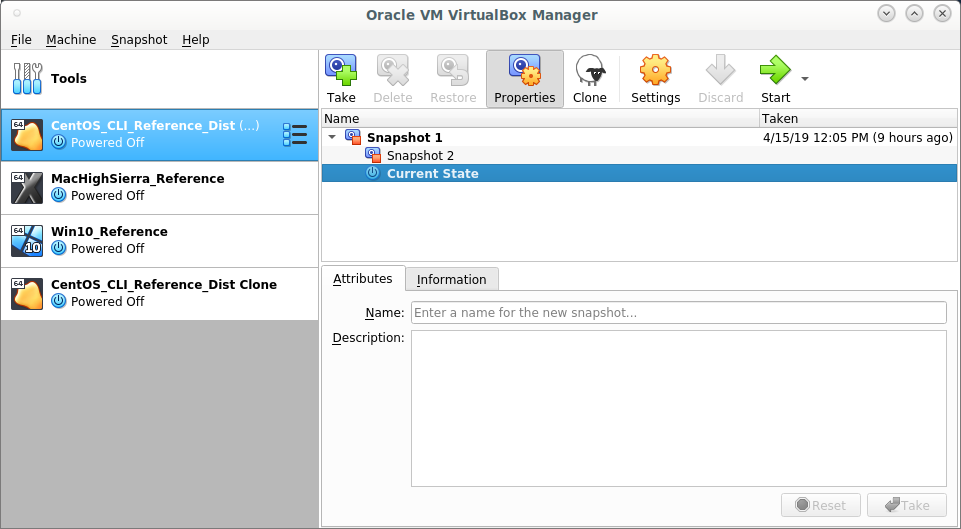 Oracle VM VirtualBox Manager
File Machine Snapshot Help
Tools
64 CentOS_CLI_Reference_Dist (...)
Powered Off
64 MacHighSierra_Reference
X Powered Off
64 Win10_Reference
10 Powered Off
64 CentOS_CLI_Reference_Dist Clone
Powered Off
Take Delete Restore Properties Clone Settings Discard Start
Name Taken
Snapshot 1 4/15/19 12:05 PM (9 hours ago)
Snapshot 2
Current State
Attributes Information
Name: Enter a name for the new snapshot...
Description:
Reset Take